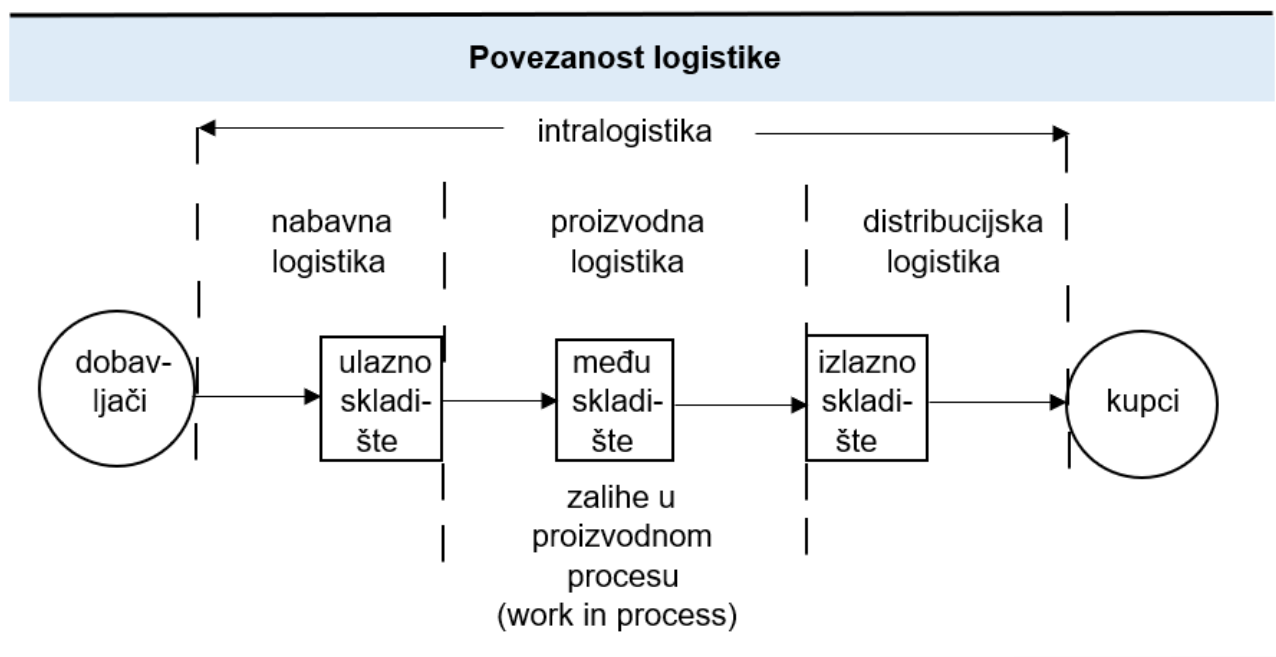 Povezanost logistike
intralogistika
nabavna
logistika
proizvodna
logistika
distribucijska
logistika
dobav-
ljači
ulazno
skladi-
šte
među
skladi-
šte
izlazno
skladi-
šte
kupci
zalihe u
proizvodnom
procesu
(work in process)